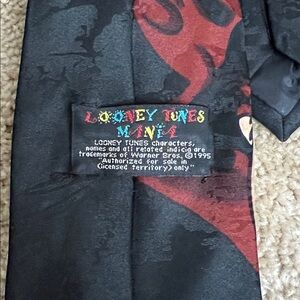 LOONEY TUNES
MANIA
LOONEY TUNES characters,
names and all related indicia are
trademarks of Warner Bros. ©1995
"Authorized for sale in
(licensed territory) only"